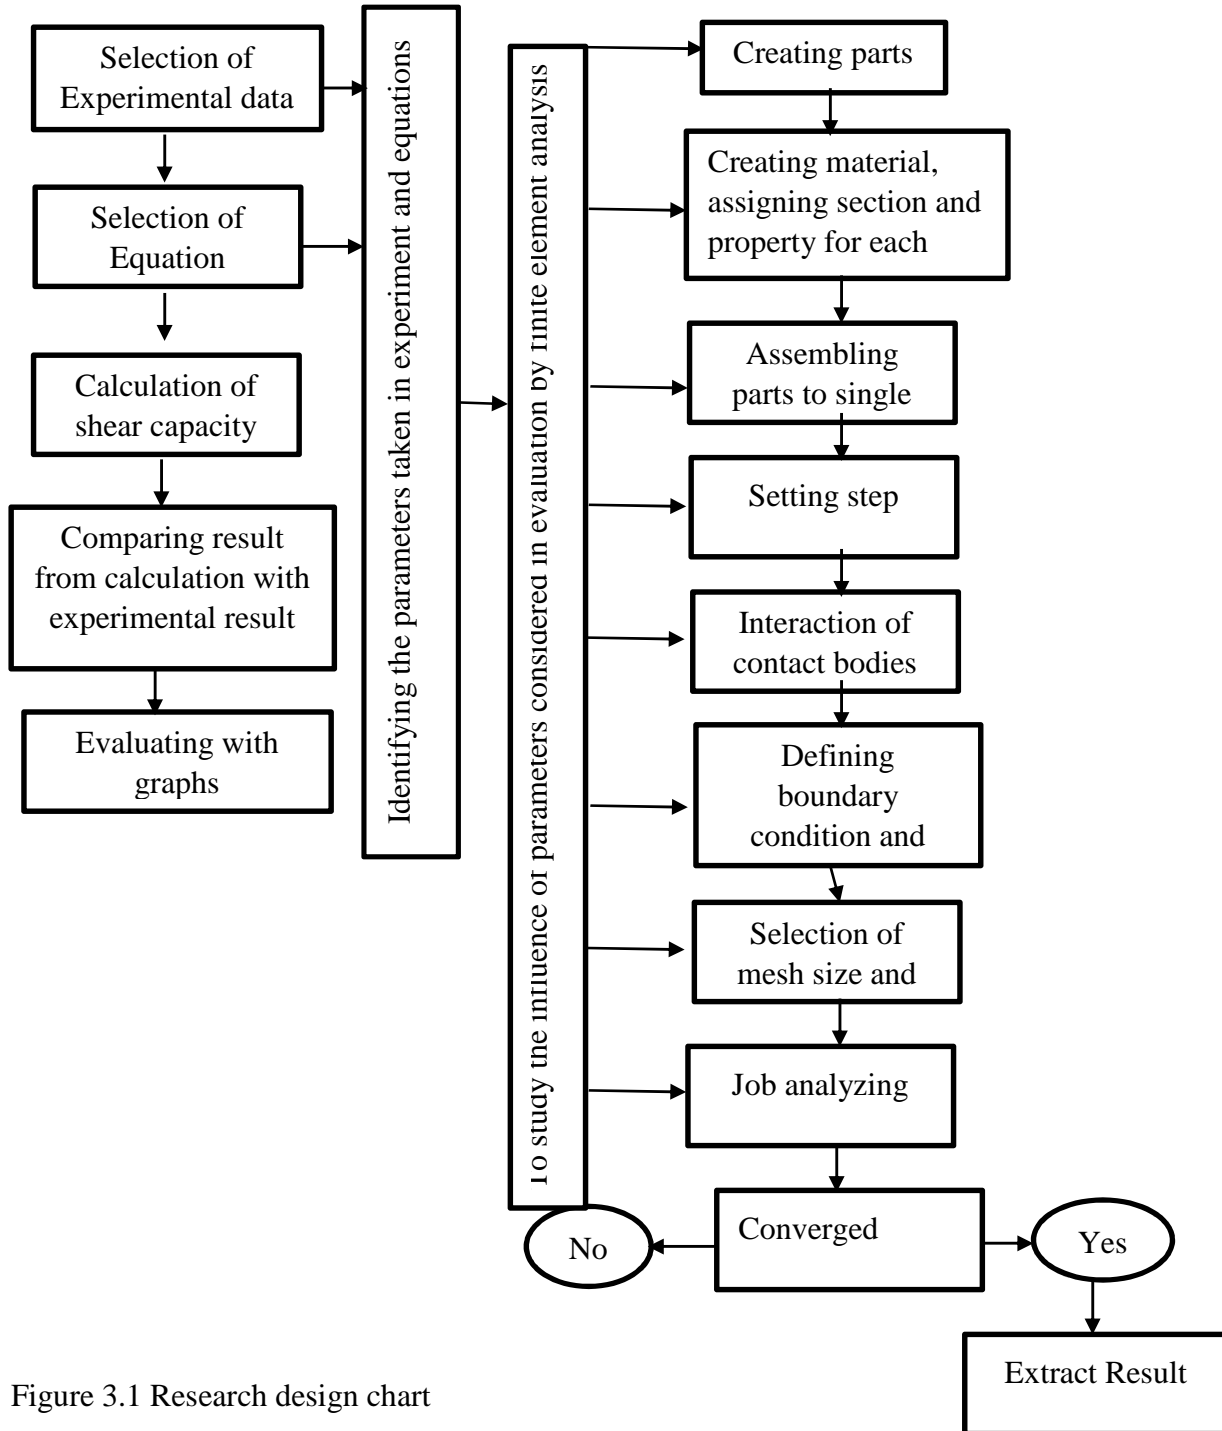 Selection of
Experimental data
Selection of
Equation
Calculation of
shear capacity
Comparing result
from calculation with
experimental result
Evaluating with
graphs
Identifying the parameters taken in experiment and equations
To study the influence of parameters considered in evaluation by finite element analysis
Creating parts
Creating material,
assigning section and
property for each
Assembling
parts to single
Setting step
Interaction of
contact bodies
Defining
boundary
condition and
Selection of
mesh size and
Job analyzing
Converged
No
Yes
Extract Result
Figure 3.1 Research design chart